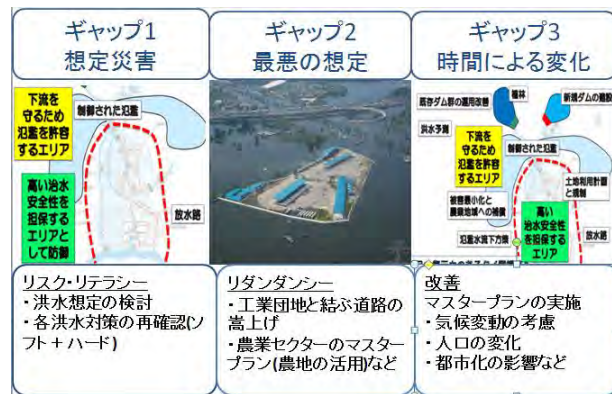 ギャップ1
想定災害
下流を
守るため
氾濫を許容
するエリア
制御された氾濫
高い治水
安全性を
担保する
エリアと
して防御
放水路
リスク・リテラシー
・洪水想定の検討
・各洪水対策の再確認(ソ
フト+ハード)
ギャップ2
最悪の想定
リダンダンシー
・工業団地と結ぶ道路の
嵩上げ
・農業セクターのマスター
プラン(農地の活用)など
ギャップ3
時間による変化
既存ダム群の運用改善
植林
新規ダムの建設
洪水予測
制御された氾濫
下流を
守るため
氾濫を許容
するエリア
土地利用計画
と規制
被害最小化と
農業地域への補償
高い
治水安全性
を担保する
エリア
放水路
氾濫水流下方策
改善
マスタープランの実施
・気候変動の考慮
・人口の変化
・都市化の影響など